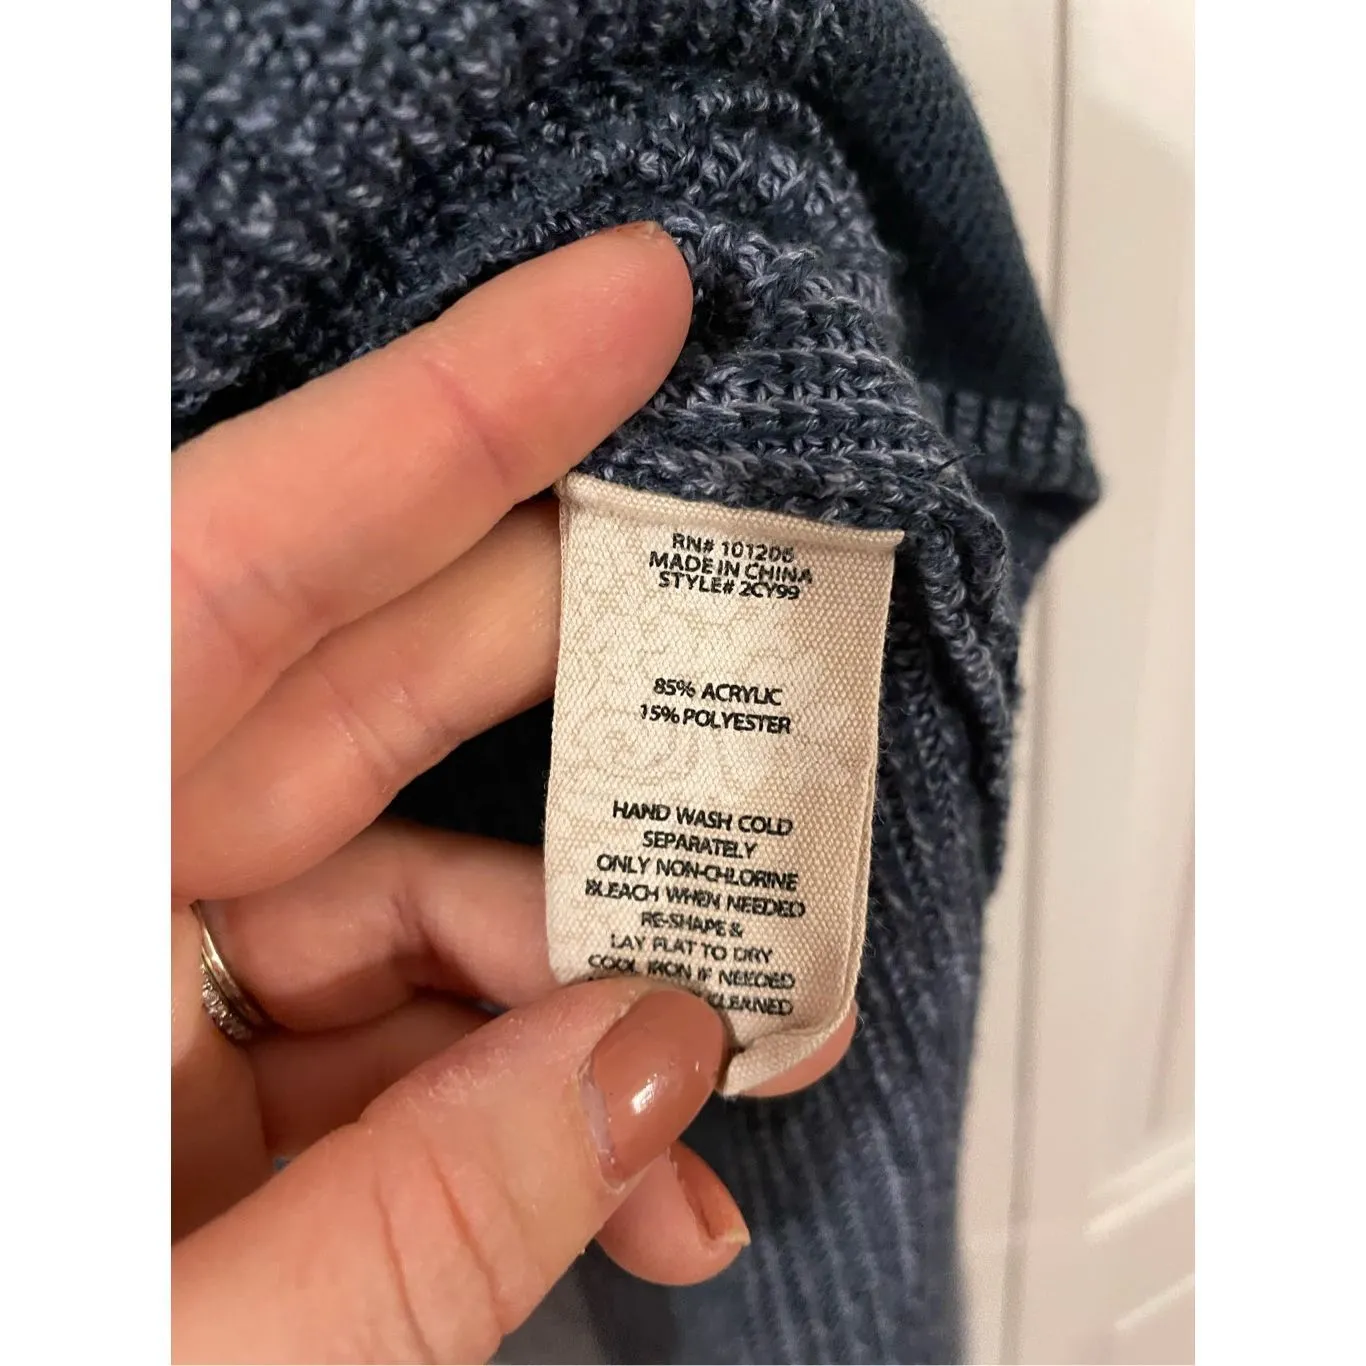 RN# 101206
MADE IN CHINA
STYLE# 2CY99
85% ACRYLIC
15% POLYESTER
HAND WASH COLD
SEPARATELY
ONLY NON-CHLORINE
BLEACH WHEN NEEDED
RE-SHAPE &
LAY FLAT TO DRY
COOL IRON IF NEEDED
CLEANED